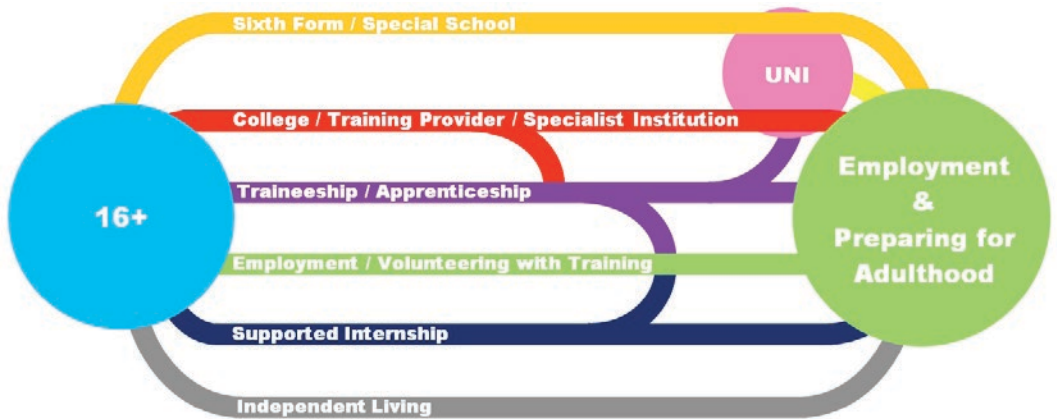 Sixth Form / Special School
UNI
College / Training Provider / Specialist Institution
Traineeship / Apprenticeship
16+
Employment / Volunteering with Training
Supported Internship
Independent Living
Employment
&
Preparing for
Adulthood